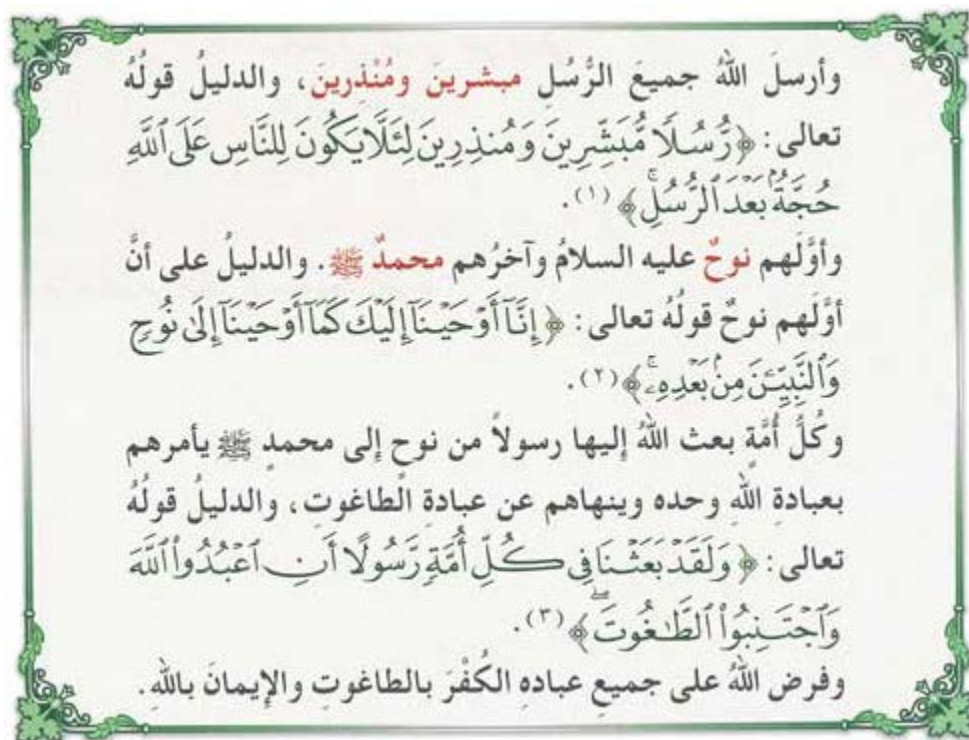 وأرسلَ اللهُ جميعَ الرُّسُلِ مبشرينَ ومُنْذِرينَ، والدليلُ قولُهُ
تعالى: ﴿رُّسُلًا مُّبَشِّرِينَ وَمُنذِرِينَ لِئَلَّا يَكُونَ لِلنَّاسِ عَلَى ٱللَّهِ
حُجَّةٌۢ بَعْدَ ٱلرُّسُلِۚ﴾ (١).
وأوَّلَهم نوحٌ عليه السلامُ وآخرُهم محمدٌ ﷺ. والدليلُ على أنَّ
أوَّلَهم نوحٌ قولُهُ تعالى: ﴿إِنَّآ أَوْحَيْنَآ إِلَيْكَ كَمَآ أَوْحَيْنَآ إِلَىٰ نُوحٍ
وَٱلنَّبِيِّـۧنَ مِنۢ بَعْدِهِۦۚ﴾ (٢).
وكُلُّ أُمَّةٍ بعث اللهُ إليها رسولاً من نوحٍ إلى محمدٍ ﷺ يأمرهم
بعبادةِ اللهِ وحده وينهاهم عن عبادةِ الطاغوتِ، والدليلُ قولُهُ
تعالى: ﴿وَلَقَدْ بَعَثْنَا فِي كُلِّ أُمَّةٍ رَّسُولًا أَنِ ٱعْبُدُوا۟ ٱللَّهَ
وَٱجْتَنِبُوا۟ ٱلطَّـٰغُوتَۖ﴾ (٣).
وفرض اللهُ على جميعِ عبادهِ الكُفْرَ بالطاغوتِ والإيمانَ باللهِ.